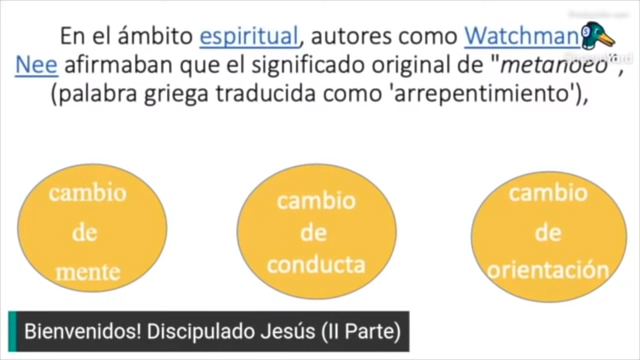 En el ámbito espiritual, autores como Watchman
Nee afirmaban que el significado original de "metanoeo",
(palabra griega traducida como 'arrepentimiento'),
cambio
de
mente
cambio
de
conducta
cambio
de
orientación
Bienvenidos! Discipulado Jesús (II Parte)